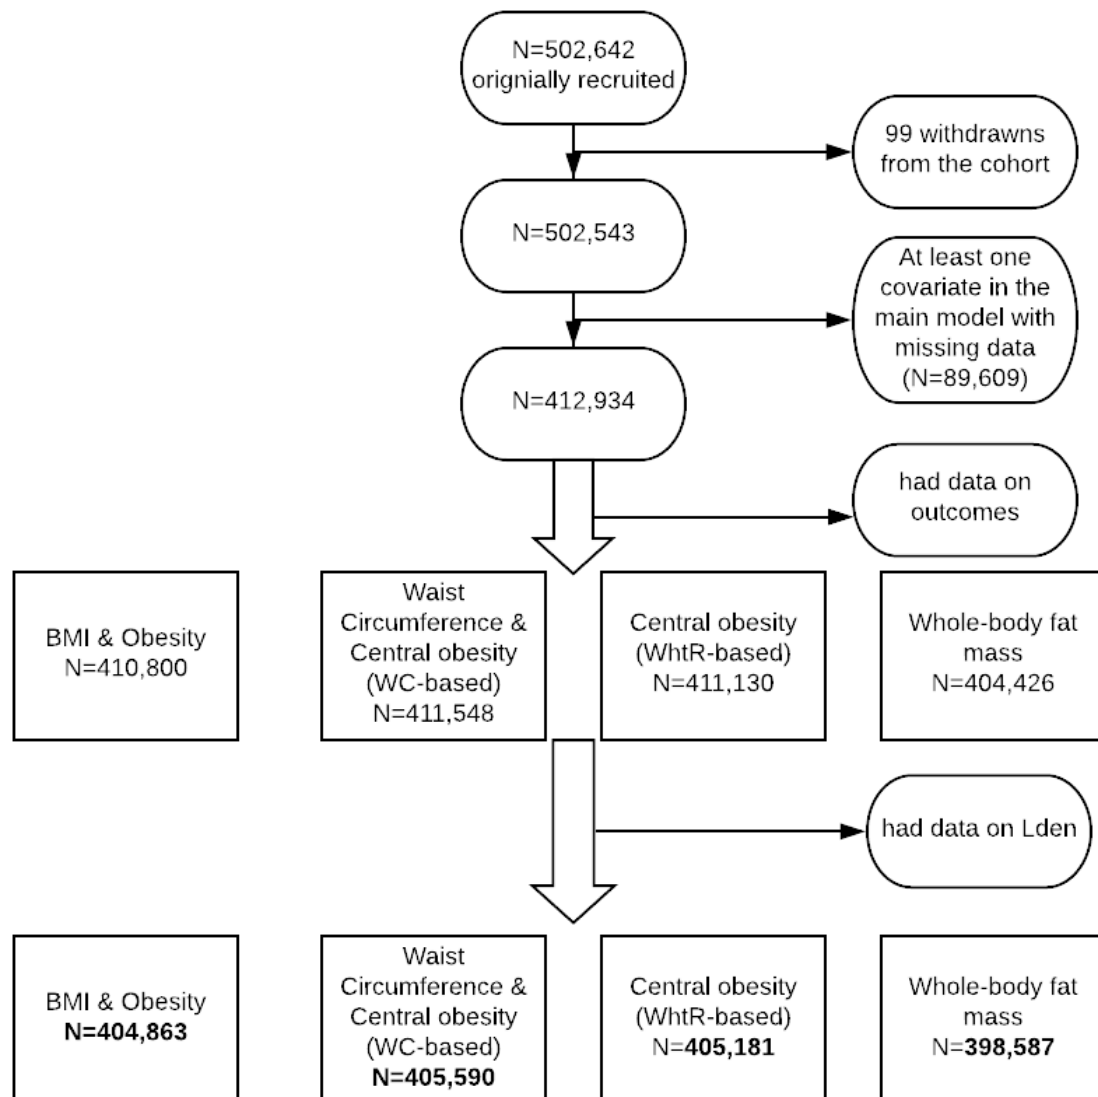 N=502,642
orignially recruited
99 withdrawns
from the cohort
N=502,543
At least one
covariate in the
main model with
missing data
(N=89,609)
N=412,934
had data on
outcomes
BMI & Obesity
N=410,800
Waist
Circumference &
Central obesity
(WC-based)
N=411,548
Central obesity
(WhtR-based)
N=411,130
Whole-body fat
mass
N=404,426
had data on Lden
BMI & Obesity
N=404,863
Waist
Circumference &
Central obesity
(WC-based)
N=405,590
Central obesity
(WhtR-based)
N=405,181
Whole-body fat
mass
N=398,587